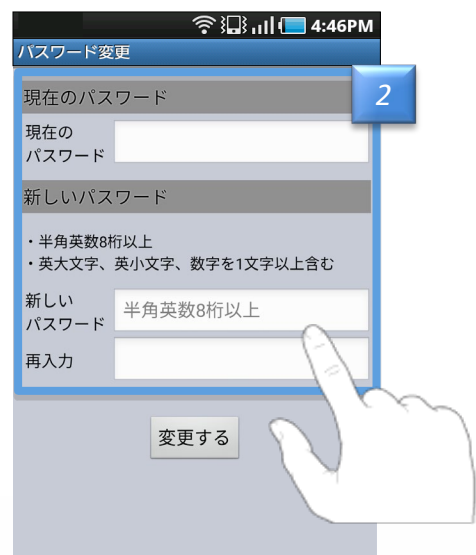 4:46PM
パスワード変更
2
現在のパスワード
現在の
パスワード
新しいパスワード
・半角英数8桁以上
・英大文字、英小文字、数字を1文字以上含む
新しい
パスワード
半角英数8桁以上
再入力
変更する